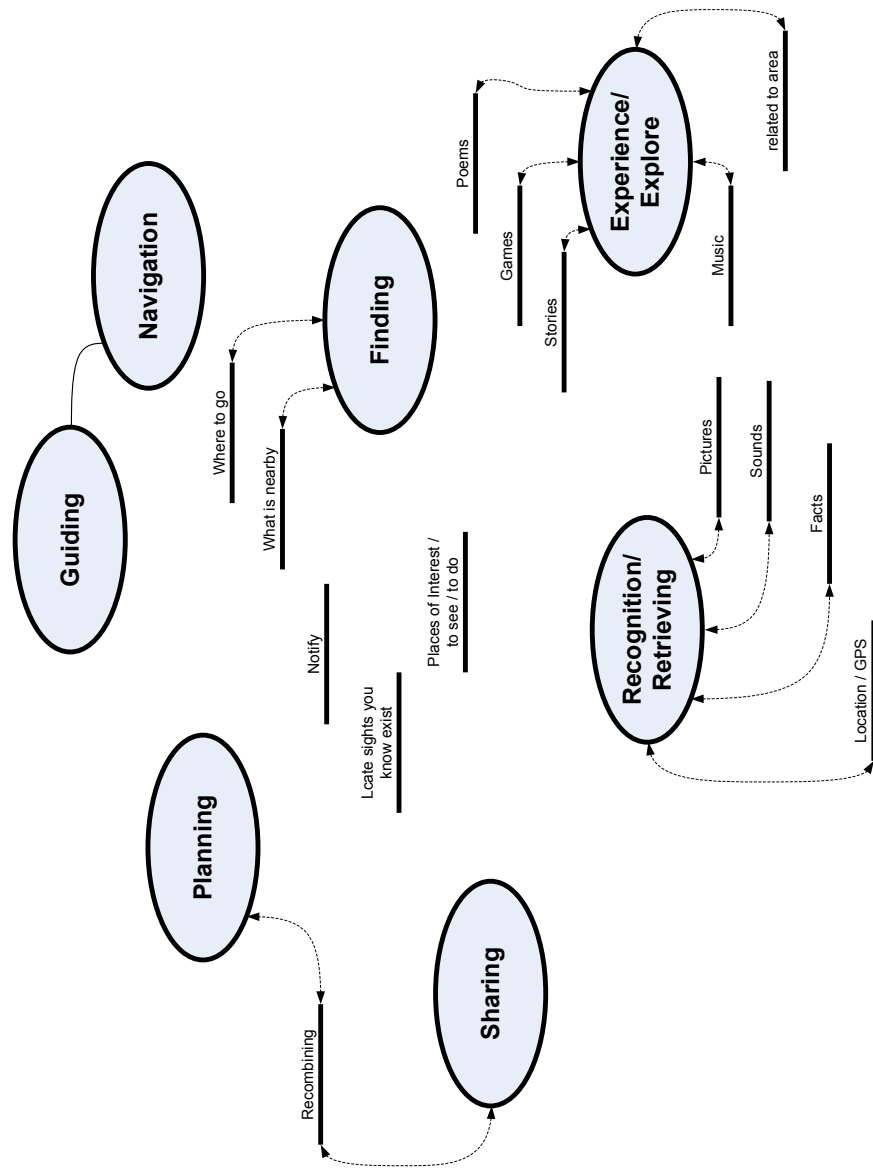 Guiding
Navigation
Where to go
What is nearby
Finding
Poems
Games
Stories
Experience/
Explore
Music
related to area
Planning
Notify
Lcate sights you
know exist
Places of Interest /
to see / to do
Recombining
Sharing
Recognition/
Retrieving
Pictures
Sounds
Facts
Location / GPS